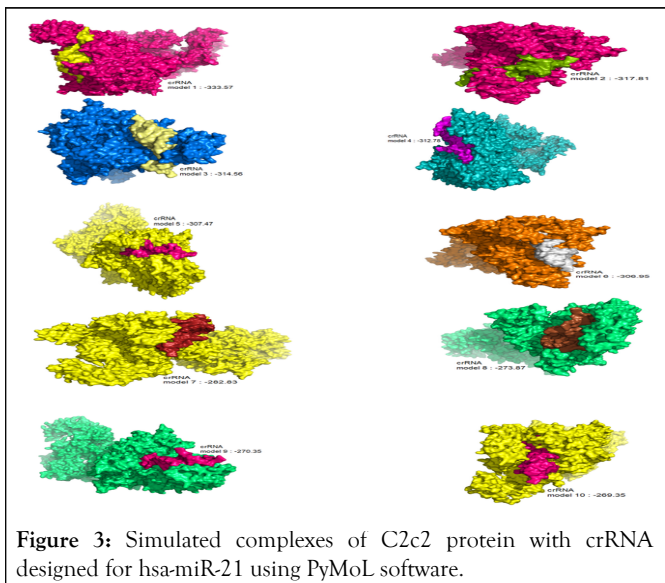 crRNA
model 1 : -333.57
crRNA
model 2 : -317.81
crRNA
model 3 : -314.56
crRNA
model 4 : -312.78
crRNA
model 5 : -307.47
crRNA
model 6 : -306.95
crRNA
model 7 : -282.83
crRNA
model 8 : -273.87
crRNA
model 9 : -270.35
crRNA
model 10 : -269.35
Figure 3: Simulated complexes of C2c2 protein with crRNA
designed for hsa-miR-21 using PyMoL software.